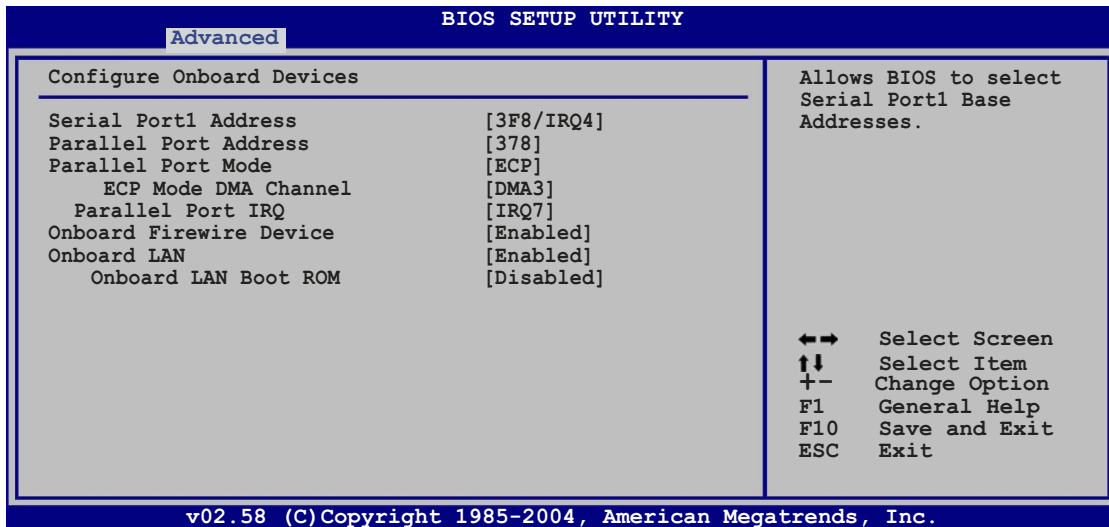 BIOS SETUP UTILITY
Advanced
Configure Onboard Devices
Serial Port1 Address [3F8/IRQ4]
Parallel Port Address [378]
Parallel Port Mode [ECP]
ECP Mode DMA Channel [DMA3]
Parallel Port IRQ [IRQ7]
Onboard Firewire Device [Enabled]
Onboard LAN [Enabled]
Onboard LAN Boot ROM [Disabled]
Allows BIOS to select
Serial Port1 Base
Addresses.
←→ Select Screen
↑↓ Select Item
+- Change Option
F1 General Help
F10 Save and Exit
ESC Exit
v02.58 (C)Copyright 1985-2004, American Megatrends, Inc.